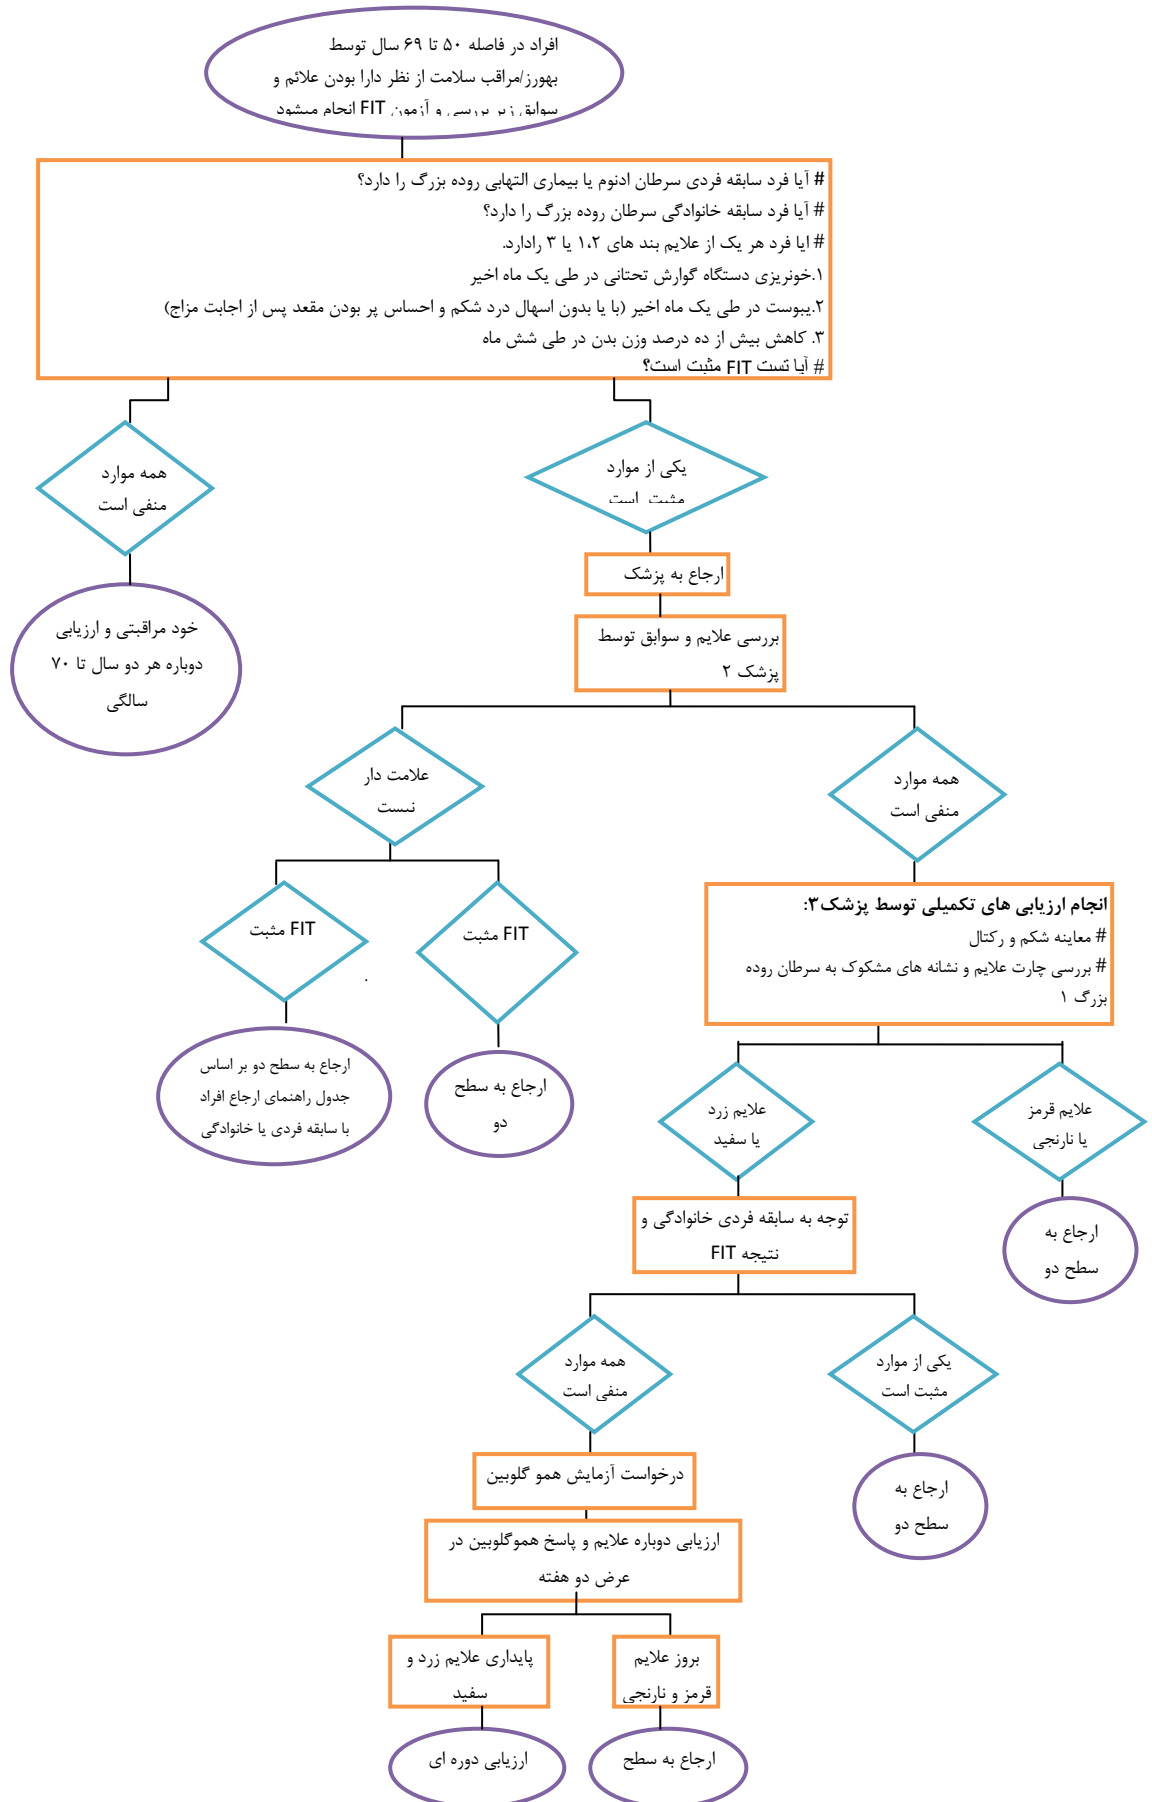 افراد در فاصله ۵۰ تا ۶۹ سال توسط
بهورز/مراقب سلامت از نظر دارا بودن علائم و
سوابق زیر بررسی و آزمون FIT انجام میشود
# آیا فرد سابقه فردی سرطان ادنوم یا بیماری التهابی روده بزرگ را دارد؟
# آیا فرد سابقه خانوادگی سرطان روده بزرگ را دارد؟
# ایا فرد هر یک از علایم بند های ۱،۲ یا ۳ رادارد.
۱.خونریزی دستگاه گوارش تحتانی در طی یک ماه اخیر
۲.یبوست در طی یک ماه اخیر (با یا بدون اسهال درد شکم و احساس پر بودن مقعد پس از اجابت مزاج)
۳. کاهش بیش از ده درصد وزن بدن در طی شش ماه
# آیا تست FIT مثبت است؟
یکی از موارد
مثبت است
همه موارد
منفی است
ارجاع به پزشک
خود مراقبتی و ارزیابی
دوباره هر دو سال تا ۷۰
سالگی
بررسی علایم و سوابق توسط
پزشک ۲
همه موارد
منفی است
علامت دار
نیست
انجام ارزیابی های تکمیلی توسط پزشک۳:
# معاینه شکم و رکتال
# بررسی چارت علایم و نشانه های مشکوک به سرطان روده
بزرگ ۱
FIT مثبت
FIT مثبت
.
ارجاع به سطح
دو
ارجاع به سطح دو بر اساس
جدول راهنمای ارجاع افراد
با سابقه فردی یا خانوادگی
علایم قرمز
یا نارنجی
علایم زرد
یا سفید
ارجاع به
سطح دو
توجه به سابقه فردی خانوادگی و
نتیجه FIT
یکی از موارد
مثبت است
همه موارد
منفی است
ارجاع به
سطح دو
درخواست آزمایش همو گلوبین
ارزیابی دوباره علایم و پاسخ هموگلوبین در
عرض دو هفته
بروز علایم
قرمز و نارنجی
پایداری علایم زرد و
سفید
ارجاع به سطح
ارزیابی دوره ای